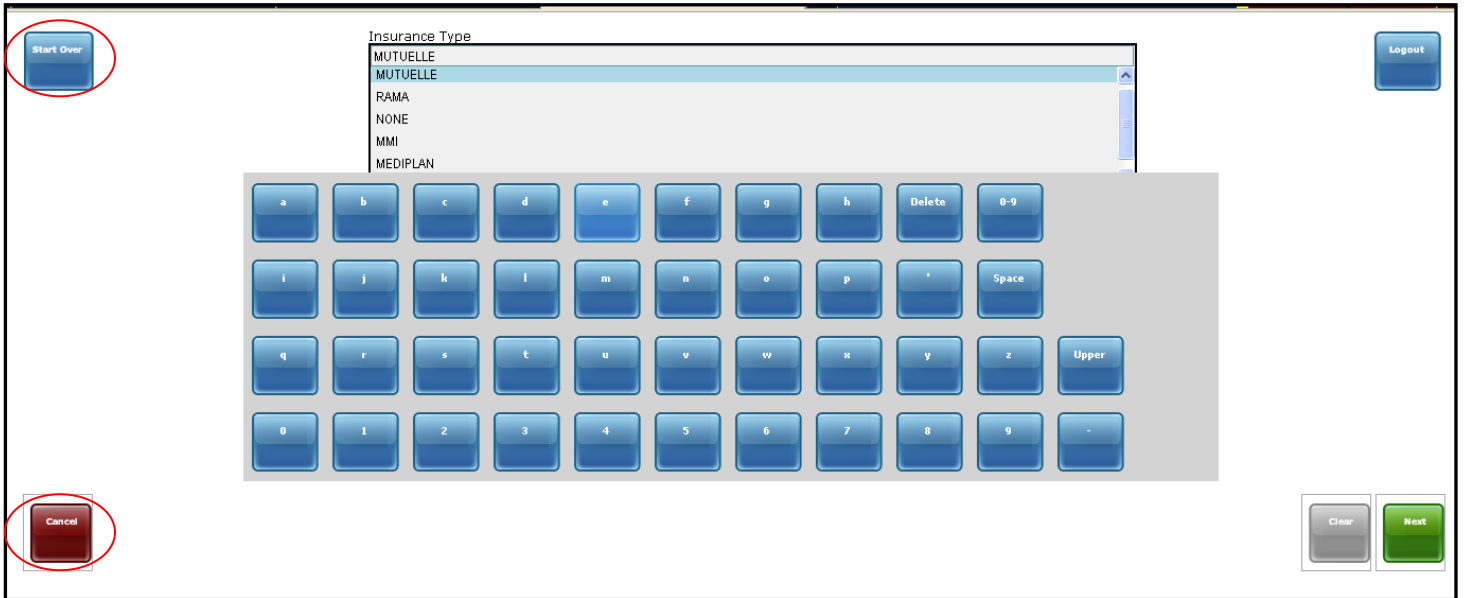 Insurance Type
Start Over
Logout
MUTUELLE
MUTUELLE
RAMA
NONE
MMI
MEDIPLAN
a b c d e f g h Delete 0-9
i j k l m n o p ' Space
q r s t u v w x y z Upper
0 1 2 3 4 5 6 7 8 9 -
Cancel
Clear
Next